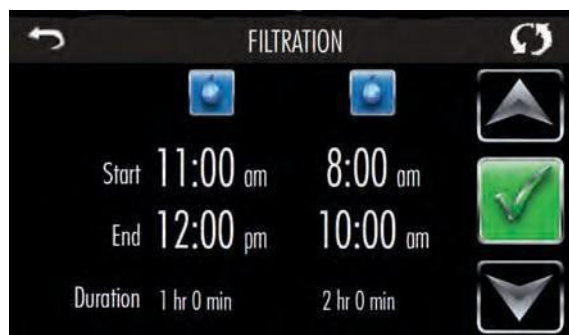 FILTRATION
Start 11:00 am 8:00 am
End 12:00 pm 10:00 am
Duration 1 hr 0 min 2 hr 0 min